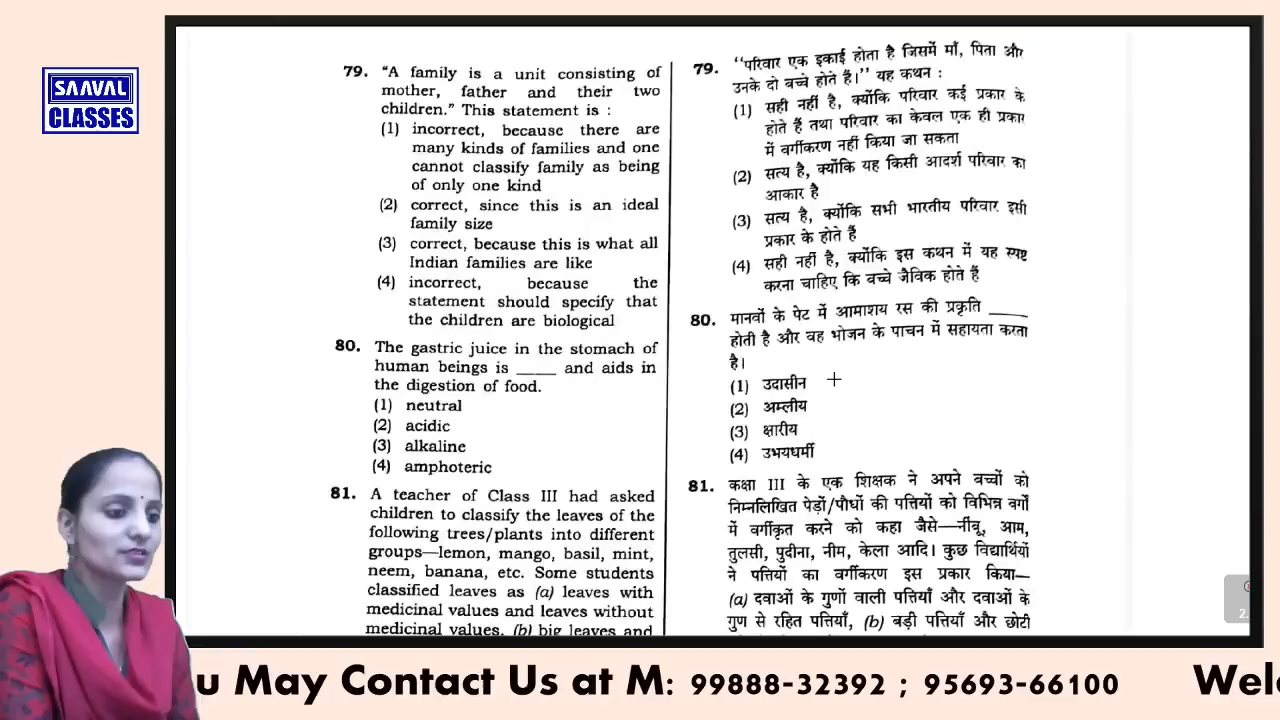 SAAVAL
CLASSES
79. "A family is a unit consisting of
mother, father and their two
children." This statement is :
(1) incorrect, because there are
many kinds of families and one
cannot classify family as being
of only one kind
(2) correct, since this is an ideal
family size
(3) correct, because this is what all
Indian families are like
(4) incorrect, because the
statement should specify that
the children are biological
80. The gastric juice in the stomach of
human beings is ____ and aids in
the digestion of food.
(1) neutral
(2) acidic
(3) alkaline
(4) amphoteric
81. A teacher of Class III had asked
children to classify the leaves of the
following trees/plants into different
groups—lemon, mango, basil, mint,
neem, banana, etc. Some students
classified leaves as (a) leaves with
medicinal values and leaves without
medicinal values, (b) big leaves and
79. "परिवार एक इकाई होता है जिसमें माँ, पिता और
उनके दो बच्चे होते हैं।" यह कथन :
(1) सही नहीं है, क्योंकि परिवार कई प्रकार के
होते हैं तथा परिवार का केवल एक ही प्रकार
में वर्गीकरण नहीं किया जा सकता
(2) सत्य है, क्योंकि यह किसी आदर्श परिवार का
आकार है
(3) सत्य है, क्योंकि सभी भारतीय परिवार इसी
प्रकार के होते हैं
(4) सही नहीं है, क्योंकि इस कथन में यह स्पष्ट
करना चाहिए कि बच्चे जैविक होते हैं
80. मानवों के पेट में आमाशय रस की प्रकृति ____
होती है और वह भोजन के पाचन में सहायता करता
है।
(1) उदासीन
(2) अम्लीय
(3) क्षारीय
(4) उभयधर्मी
81. कक्षा III के एक शिक्षक ने अपने बच्चों को
निम्नलिखित पेड़ों/पौधों की पत्तियों को विभिन्न वर्गों
में वर्गीकृत करने को कहा जैसे—नींबू, आम,
तुलसी, पुदीना, नीम, केला आदि। कुछ विद्यार्थियों
ने पत्तियों का वर्गीकरण इस प्रकार किया—
(a) दवाओं के गुणों वाली पत्तियाँ और दवाओं के
गुण से रहित पत्तियाँ, (b) बड़ी पत्तियाँ और छोटी
2.
u May Contact Us at M: 99888-32392 ; 95693-66100 Wel